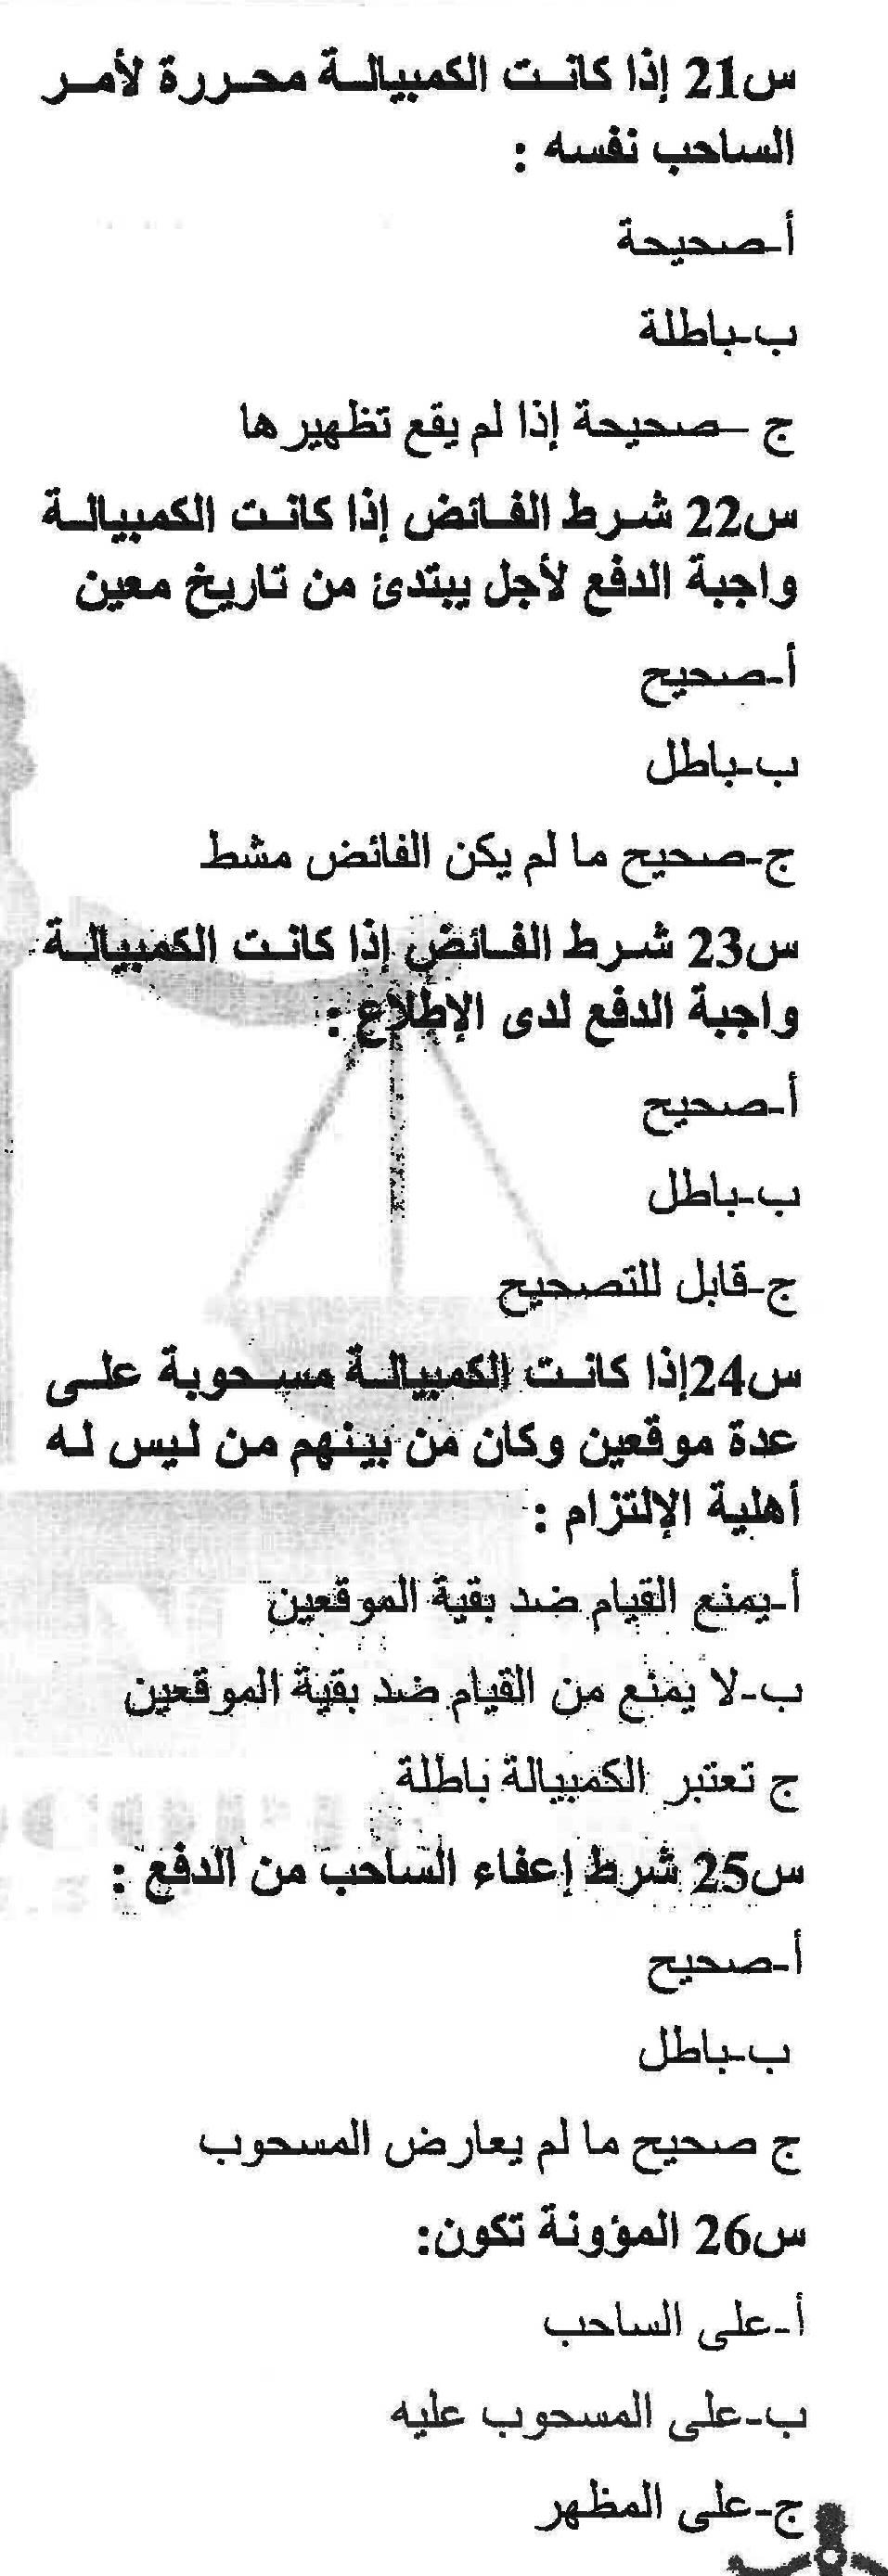 س21 إذا كانت الكمبيالة محررة لأمر
الساحب نفسه :
أ-صحيحة
ب-باطلة
ج –صحيحة إذا لم يقع تظهيرها
س22 شرط الفائض إذا كانت الكمبيالة
واجبة الدفع لأجل يبتدئ من تاريخ معين
أ-صحيح
ب-باطل
ج-صحيح ما لم يكن الفائض مشط
س23 شرط الفائض إذا كانت الكمبيالة
واجبة الدفع لدى الإطلاع :
أ-صحيح
ب-باطل
ج-قابل للتصحيح
س24إذا كانت الكمبيالة مسحوبة على
عدة موقعين وكان من بينهم من ليس له
أهلية الإلتزام :
أ-يمنع القيام ضد بقية الموقعين
ب-لا يمنع من القيام ضد بقية الموقعين
ج تعتبر الكمبيالة باطلة
س25 شرط إعفاء الساحب من الدفع :
أ-صحيح
ب-باطل
ج صحيح ما لم يعارض المسحوب
س26 المؤونة تكون:
أ-على الساحب
ب-على المسحوب عليه
ج-على المظهر